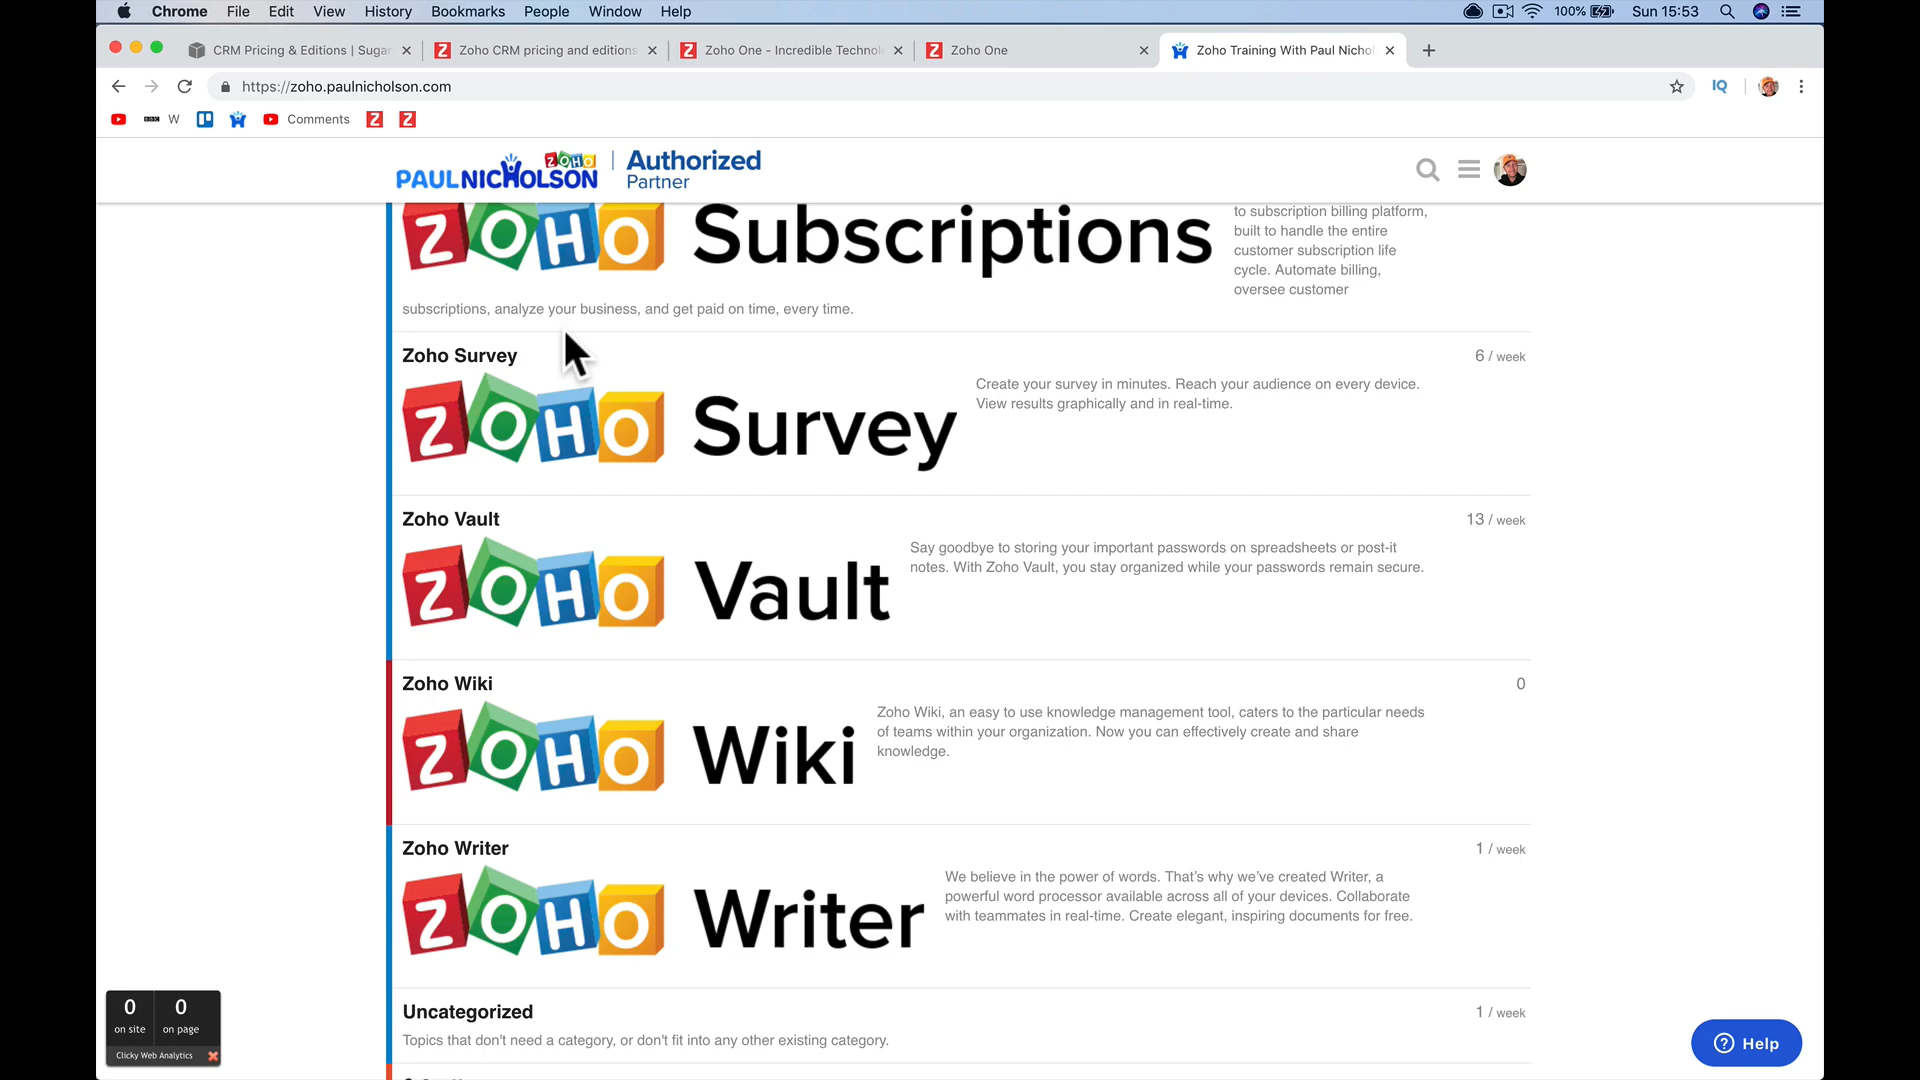 Chrome File Edit View History Bookmarks People Window Help 100% Sun 15:53
CRM Pricing & Editions | Sugar Zoho CRM pricing and editions Zoho One - Incredible Technol Zoho One Zoho Training With Paul Nichol
https://zoho.paulnicholson.com IQ
BBC W Comments Z Z
PAULNICHOLSON ZOHO Authorized
Partner
ZOHO Subscriptions
to subscription billing platform,
built to handle the entire
customer subscription life
cycle. Automate billing,
oversee customer
subscriptions, analyze your business, and get paid on time, every time.
Zoho Survey 6 / week
ZOHO Survey
Create your survey in minutes. Reach your audience on every device.
View results graphically and in real-time.
Zoho Vault 13 / week
ZOHO Vault
Say goodbye to storing your important passwords on spreadsheets or post-it
notes. With Zoho Vault, you stay organized while your passwords remain secure.
Zoho Wiki 0
ZOHO Wiki
Zoho Wiki, an easy to use knowledge management tool, caters to the particular needs
of teams within your organization. Now you can effectively create and share
knowledge.
Zoho Writer 1 / week
ZOHO Writer
We believe in the power of words. That's why we've created Writer, a
powerful word processor available across all of your devices. Collaborate
with teammates in real-time. Create elegant, inspiring documents for free.
Uncategorized 1 / week
Topics that don't need a category, or don't fit into any other existing category.
0 0
on site on page
Clicky Web Analytics
Help